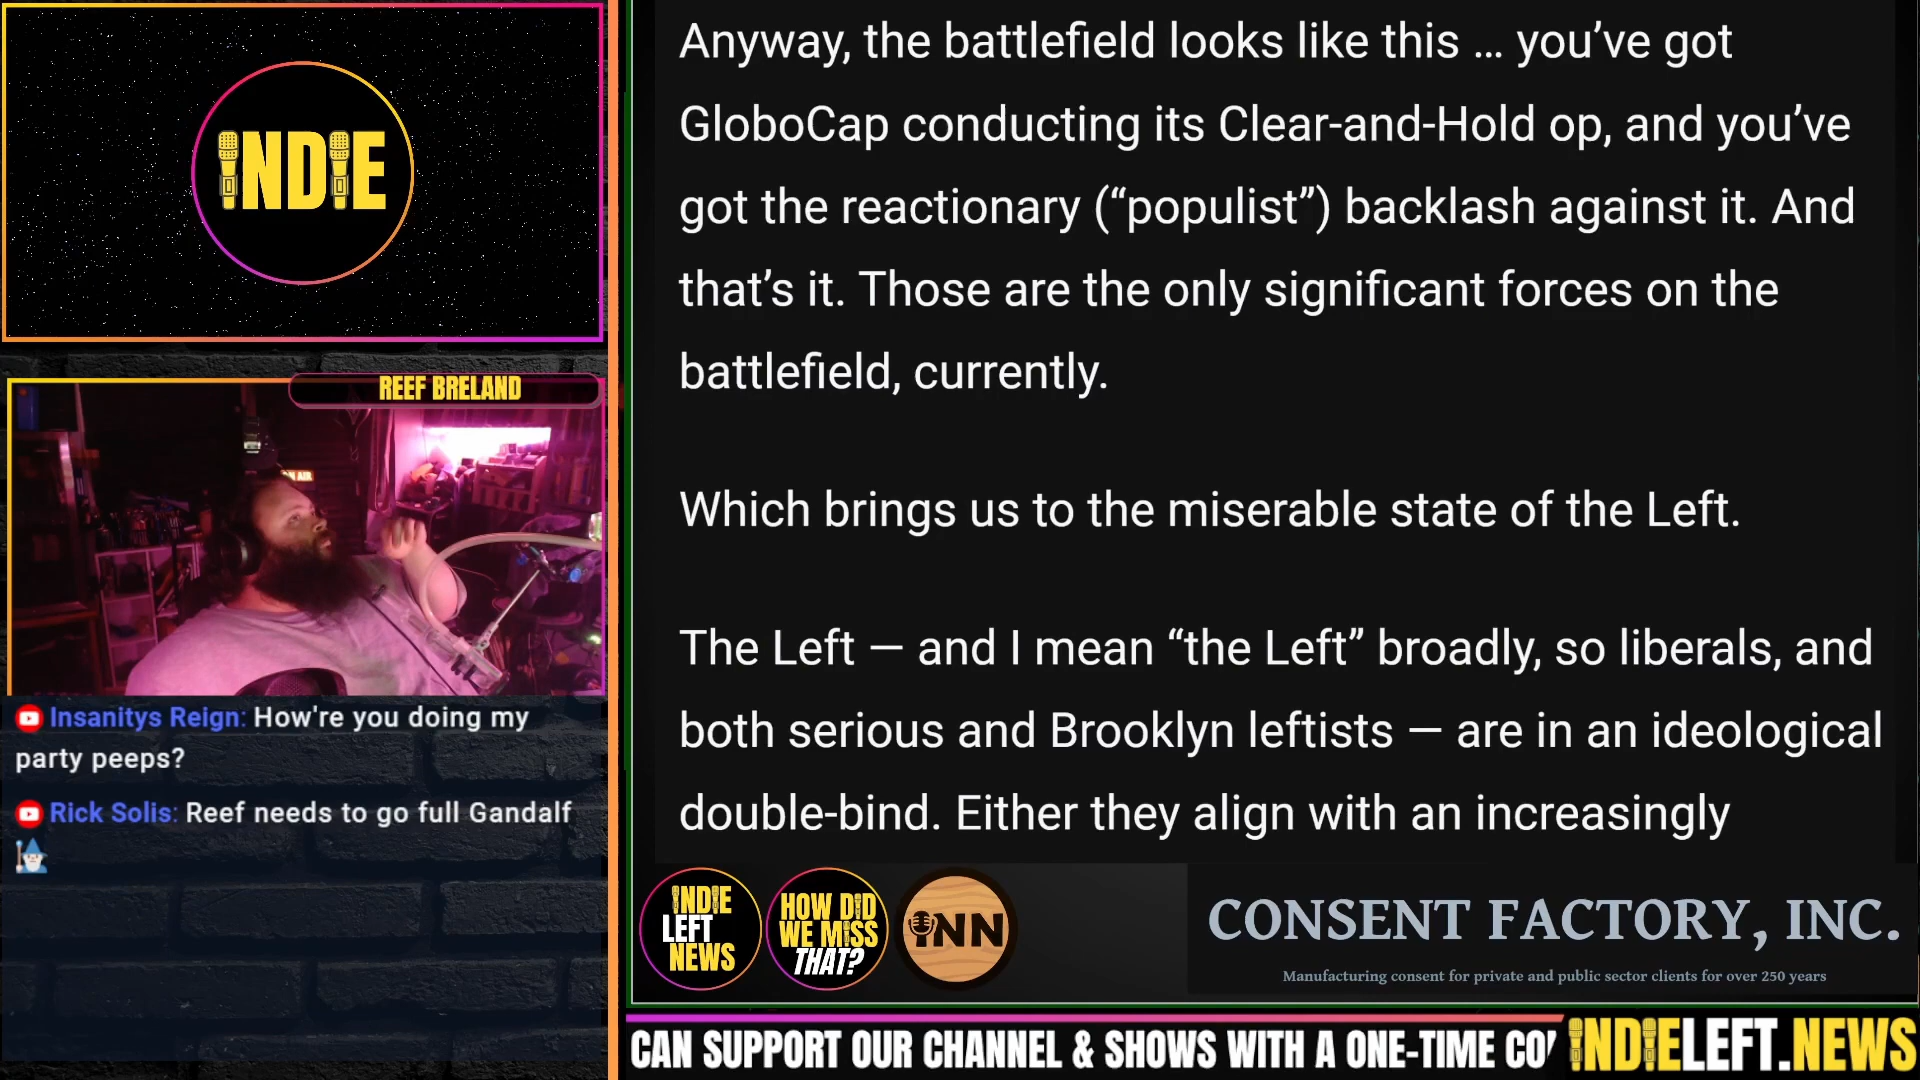 INDIE
REEF BRELAND
ON AIR
Insanitys Reign: How're you doing my
party peeps?
Rick Solis: Reef needs to go full Gandalf
Anyway, the battlefield looks like this … you’ve got
GloboCap conducting its Clear-and-Hold op, and you’ve
got the reactionary (“populist”) backlash against it. And
that’s it. Those are the only significant forces on the
battlefield, currently.
Which brings us to the miserable state of the Left.
The Left — and I mean “the Left” broadly, so liberals, and
both serious and Brooklyn leftists — are in an ideological
double-bind. Either they align with an increasingly
INDIE
LEFT
NEWS
HOW DID
WE MISS
THAT?
INN
CONSENT FACTORY, INC.
Manufacturing consent for private and public sector clients for over 250 years
CAN SUPPORT OUR CHANNEL & SHOWS WITH A ONE-TIME
INDIELEFT.NEWS